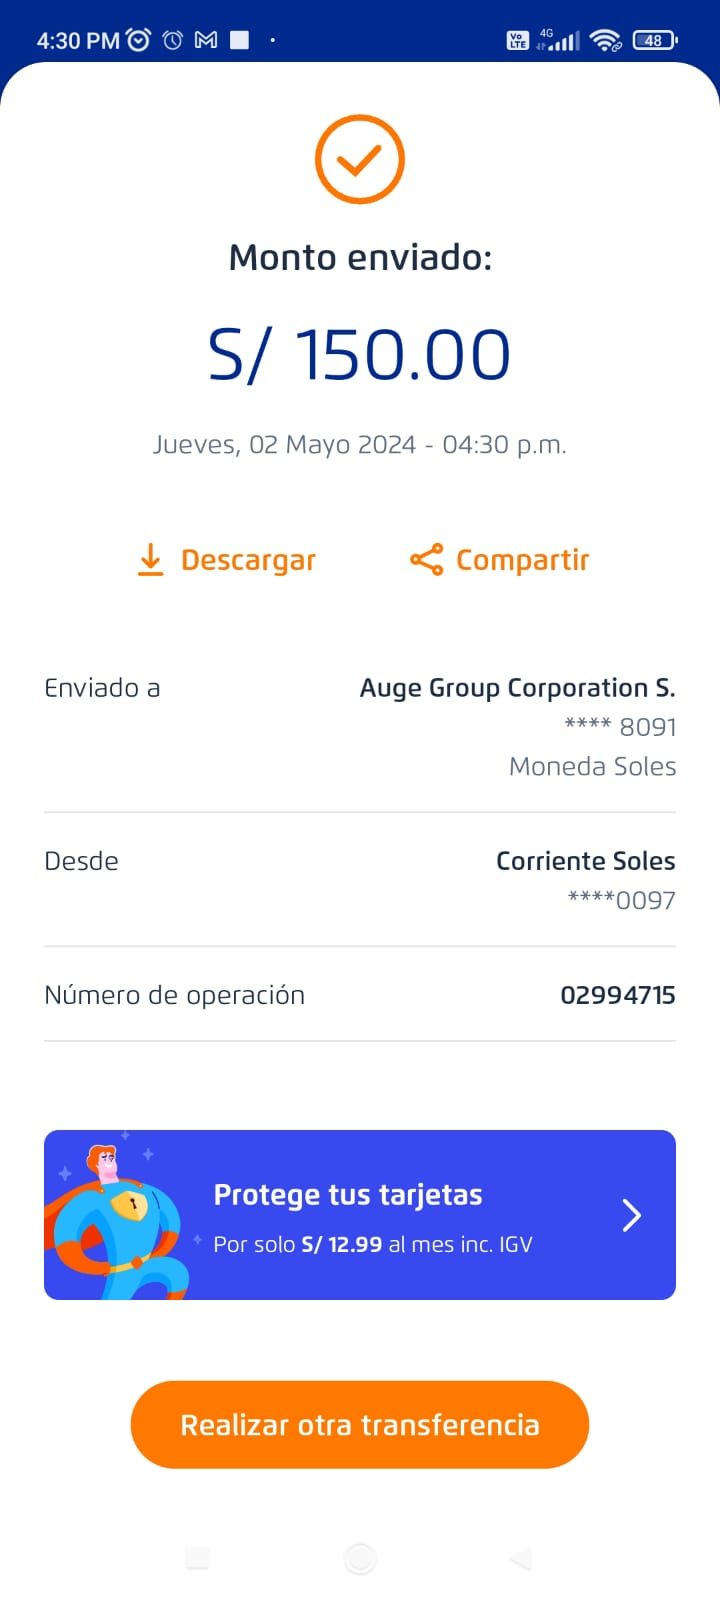 4:30 PM
Vo LTE 4G 48
Monto enviado:
S/ 150.00
Jueves, 02 Mayo 2024 - 04:30 p.m.
Descargar Compartir
Enviado a Auge Group Corporation S.
**** 8091
Moneda Soles
Desde Corriente Soles
****0097
Número de operación 02994715
Protege tus tarjetas
Por solo S/ 12.99 al mes inc. IGV
Realizar otra transferencia